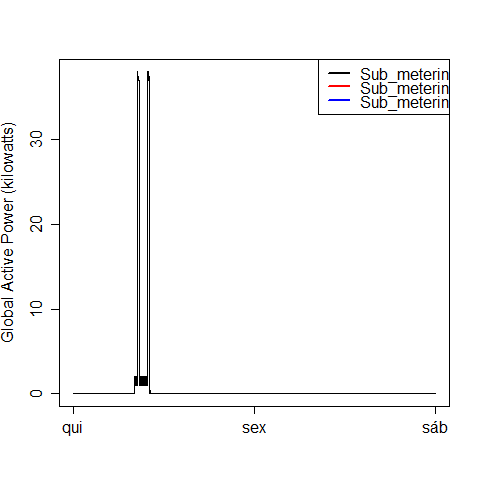 Sub_meterin
Sub_meterin
Sub_meterin
Global Active Power (kilowatts)
30
20
10
0
qui sex sáb